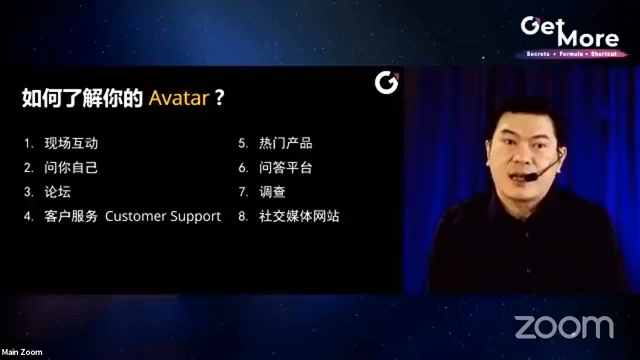 Get
More
Secrets • Formula • Shortcut
如何了解你的 Avatar ?
1. 现场互动
2. 问你自己
3. 论坛
4. 客户服务 Customer Support
5. 热门产品
6. 问答平台
7. 调查
8. 社交媒体网站
zoom
Main Zoom